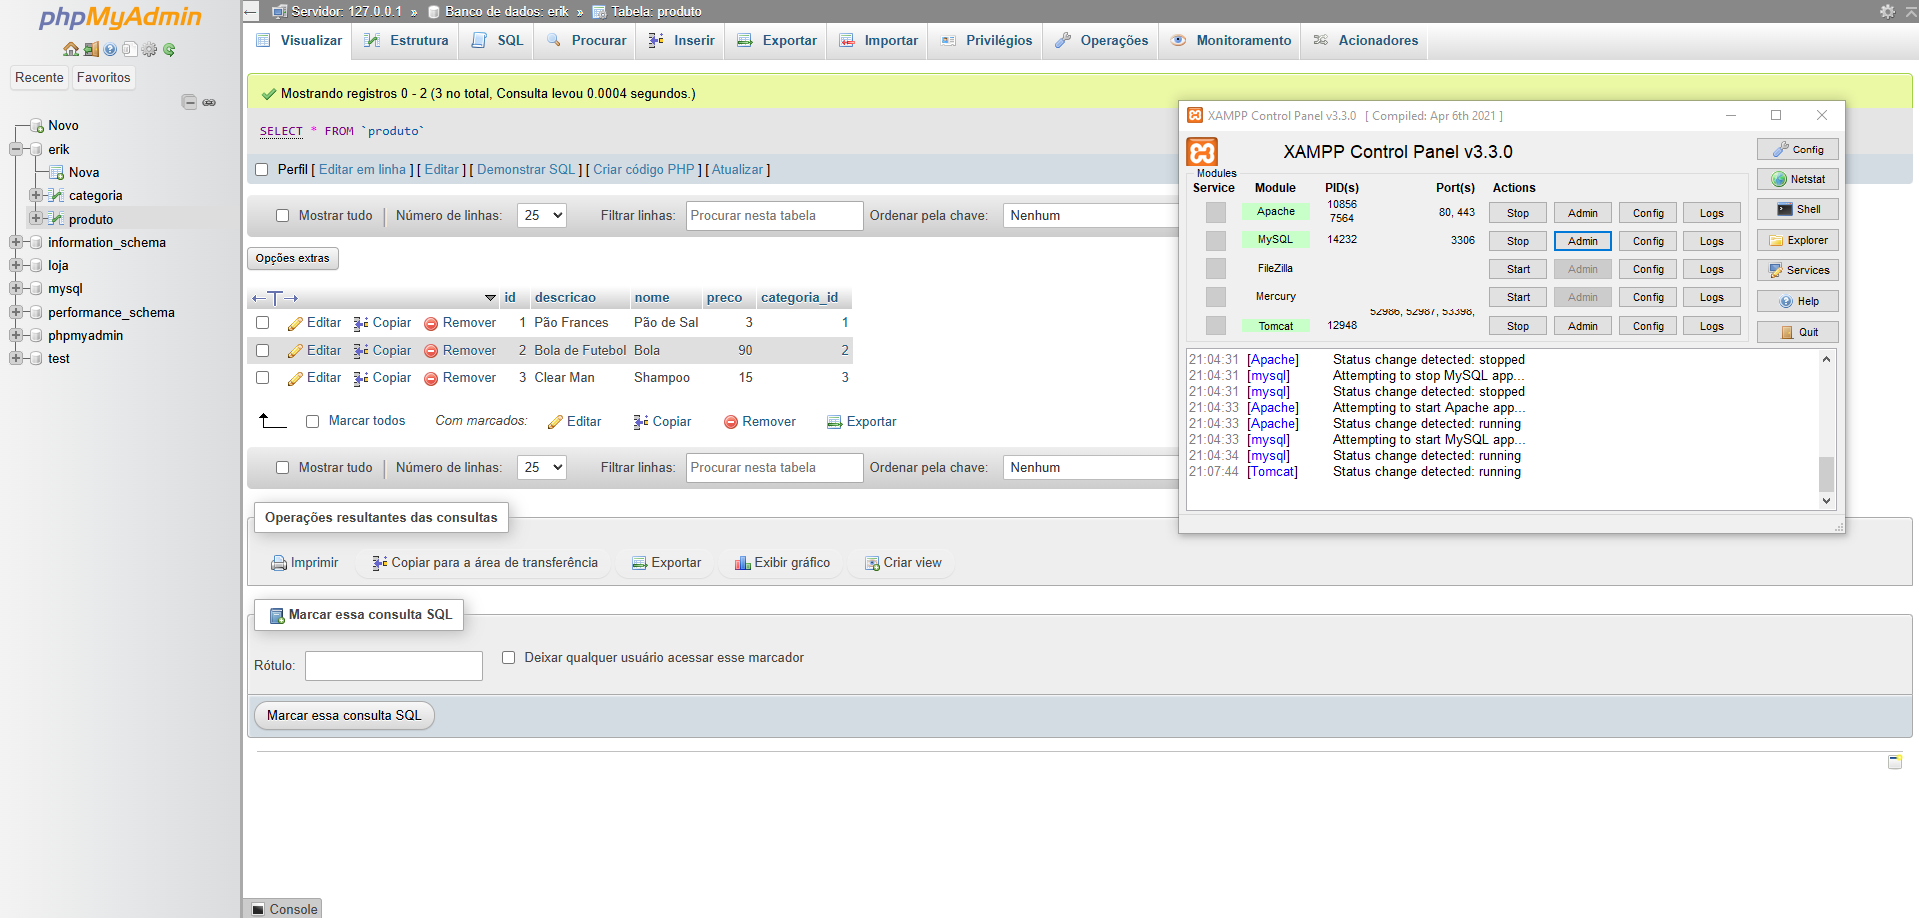 phpMyAdmin
Recente Favoritos
Novo
erik
Nova
categoria
produto
information_schema
loja
mysql
performance_schema
phpmyadmin
test
Servidor: 127.0.0.1 » Banco de dados: erik » Tabela: produto
Visualizar Estrutura SQL Procurar Inserir Exportar Importar Privilégios Operações Monitoramento Acionadores
Mostrando registros 0 - 2 (3 no total, Consulta levou 0.0004 segundos.)
SELECT * FROM `produto`
Perfil [ Editar em linha ] [ Editar ] [ Demonstrar SQL ] [ Criar código PHP ] [ Atualizar ]
Mostrar tudo Número de linhas: 25 Filtrar linhas: Procurar nesta tabela Ordenar pela chave: Nenhum
Opções extras
←T→ id descricao nome preco categoria_id
Editar Copiar Remover 1 Pão Frances Pão de Sal 3 1
Editar Copiar Remover 2 Bola de Futebol Bola 90 2
Editar Copiar Remover 3 Clear Man Shampoo 15 3
Marcar todos Com marcados: Editar Copiar Remover Exportar
Mostrar tudo Número de linhas: 25 Filtrar linhas: Procurar nesta tabela Ordenar pela chave: Nenhum
Operações resultantes das consultas
Imprimir Copiar para a área de transferência Exportar Exibir gráfico Criar view
Marcar essa consulta SQL
Rótulo: Deixar qualquer usuário acessar esse marcador
Marcar essa consulta SQL
Console
XAMPP Control Panel v3.3.0 [ Compiled: Apr 6th 2021 ]
XAMPP Control Panel v3.3.0
Modules
Service Module PID(s) Port(s) Actions
Apache 10856 7564 80, 443 Stop Admin Config Logs
MySQL 14232 3306 Stop Admin Config Logs
FileZilla Start Admin Config Logs
Mercury Start Admin Config Logs
Tomcat 12948 52986, 52987, 53398, Stop Admin Config Logs
Config
Netstat
Shell
Explorer
Services
Help
Quit
21:04:31 [Apache] Status change detected: stopped
21:04:31 [mysql] Attempting to stop MySQL app...
21:04:31 [mysql] Status change detected: stopped
21:04:33 [Apache] Attempting to start Apache app...
21:04:33 [Apache] Status change detected: running
21:04:33 [mysql] Attempting to start MySQL app...
21:04:34 [mysql] Status change detected: running
21:07:44 [Tomcat] Status change detected: running